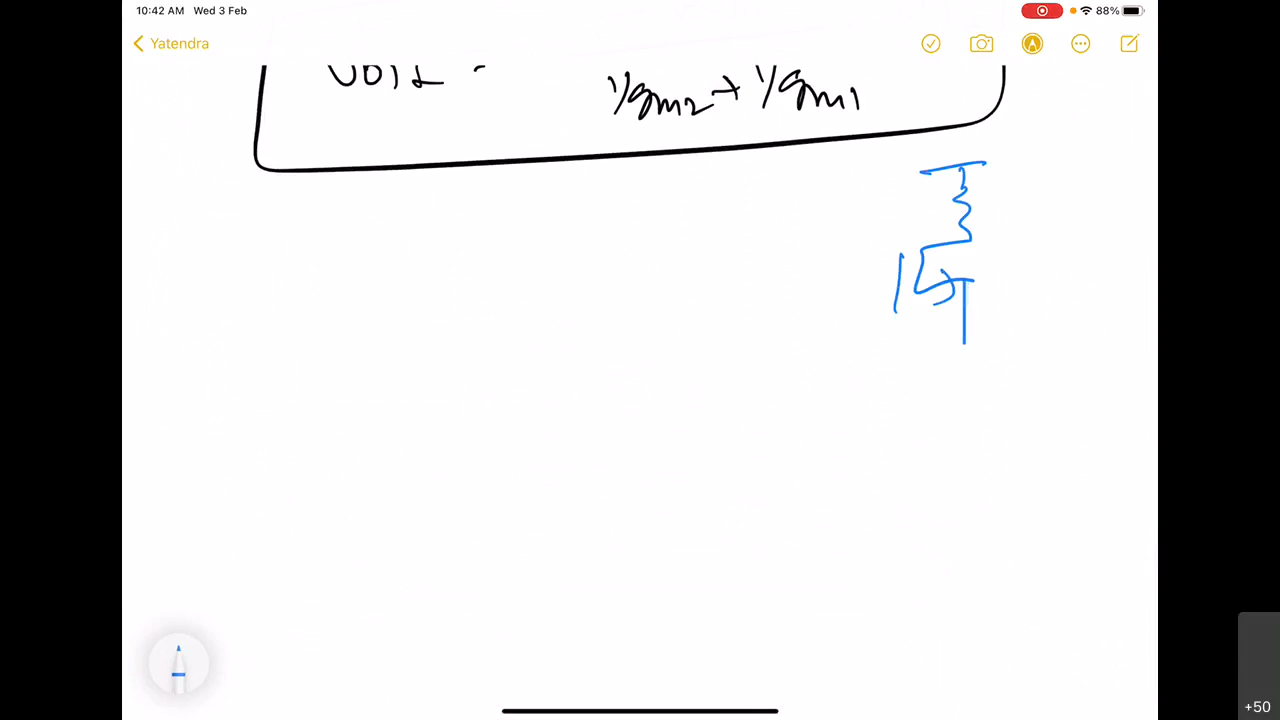 10:42 AM Wed 3 Feb
88%
Yatendra
1/gm2 + 1/gm1
+50